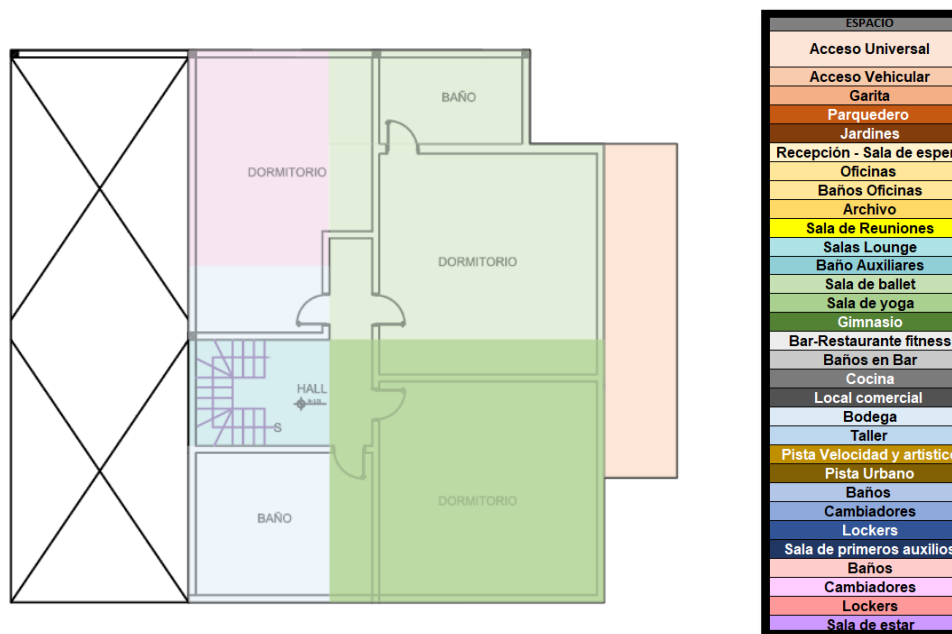 BAÑO
DORMITORIO
DORMITORIO
HALL
S
BAÑO
DORMITORIO
ESPACIO
Acceso Universal
Acceso Vehicular
Garita
Parquedero
Jardines
Recepción - Sala de esper
Oficinas
Baños Oficinas
Archivo
Sala de Reuniones
Salas Lounge
Baño Auxiliares
Sala de ballet
Sala de yoga
Gimnasio
Bar-Restaurante fitness
Baños en Bar
Cocina
Local comercial
Bodega
Taller
Pista Velocidad y artístico
Pista Urbano
Baños
Cambiadores
Lockers
Sala de primeros auxilios
Baños
Cambiadores
Lockers
Sala de estar